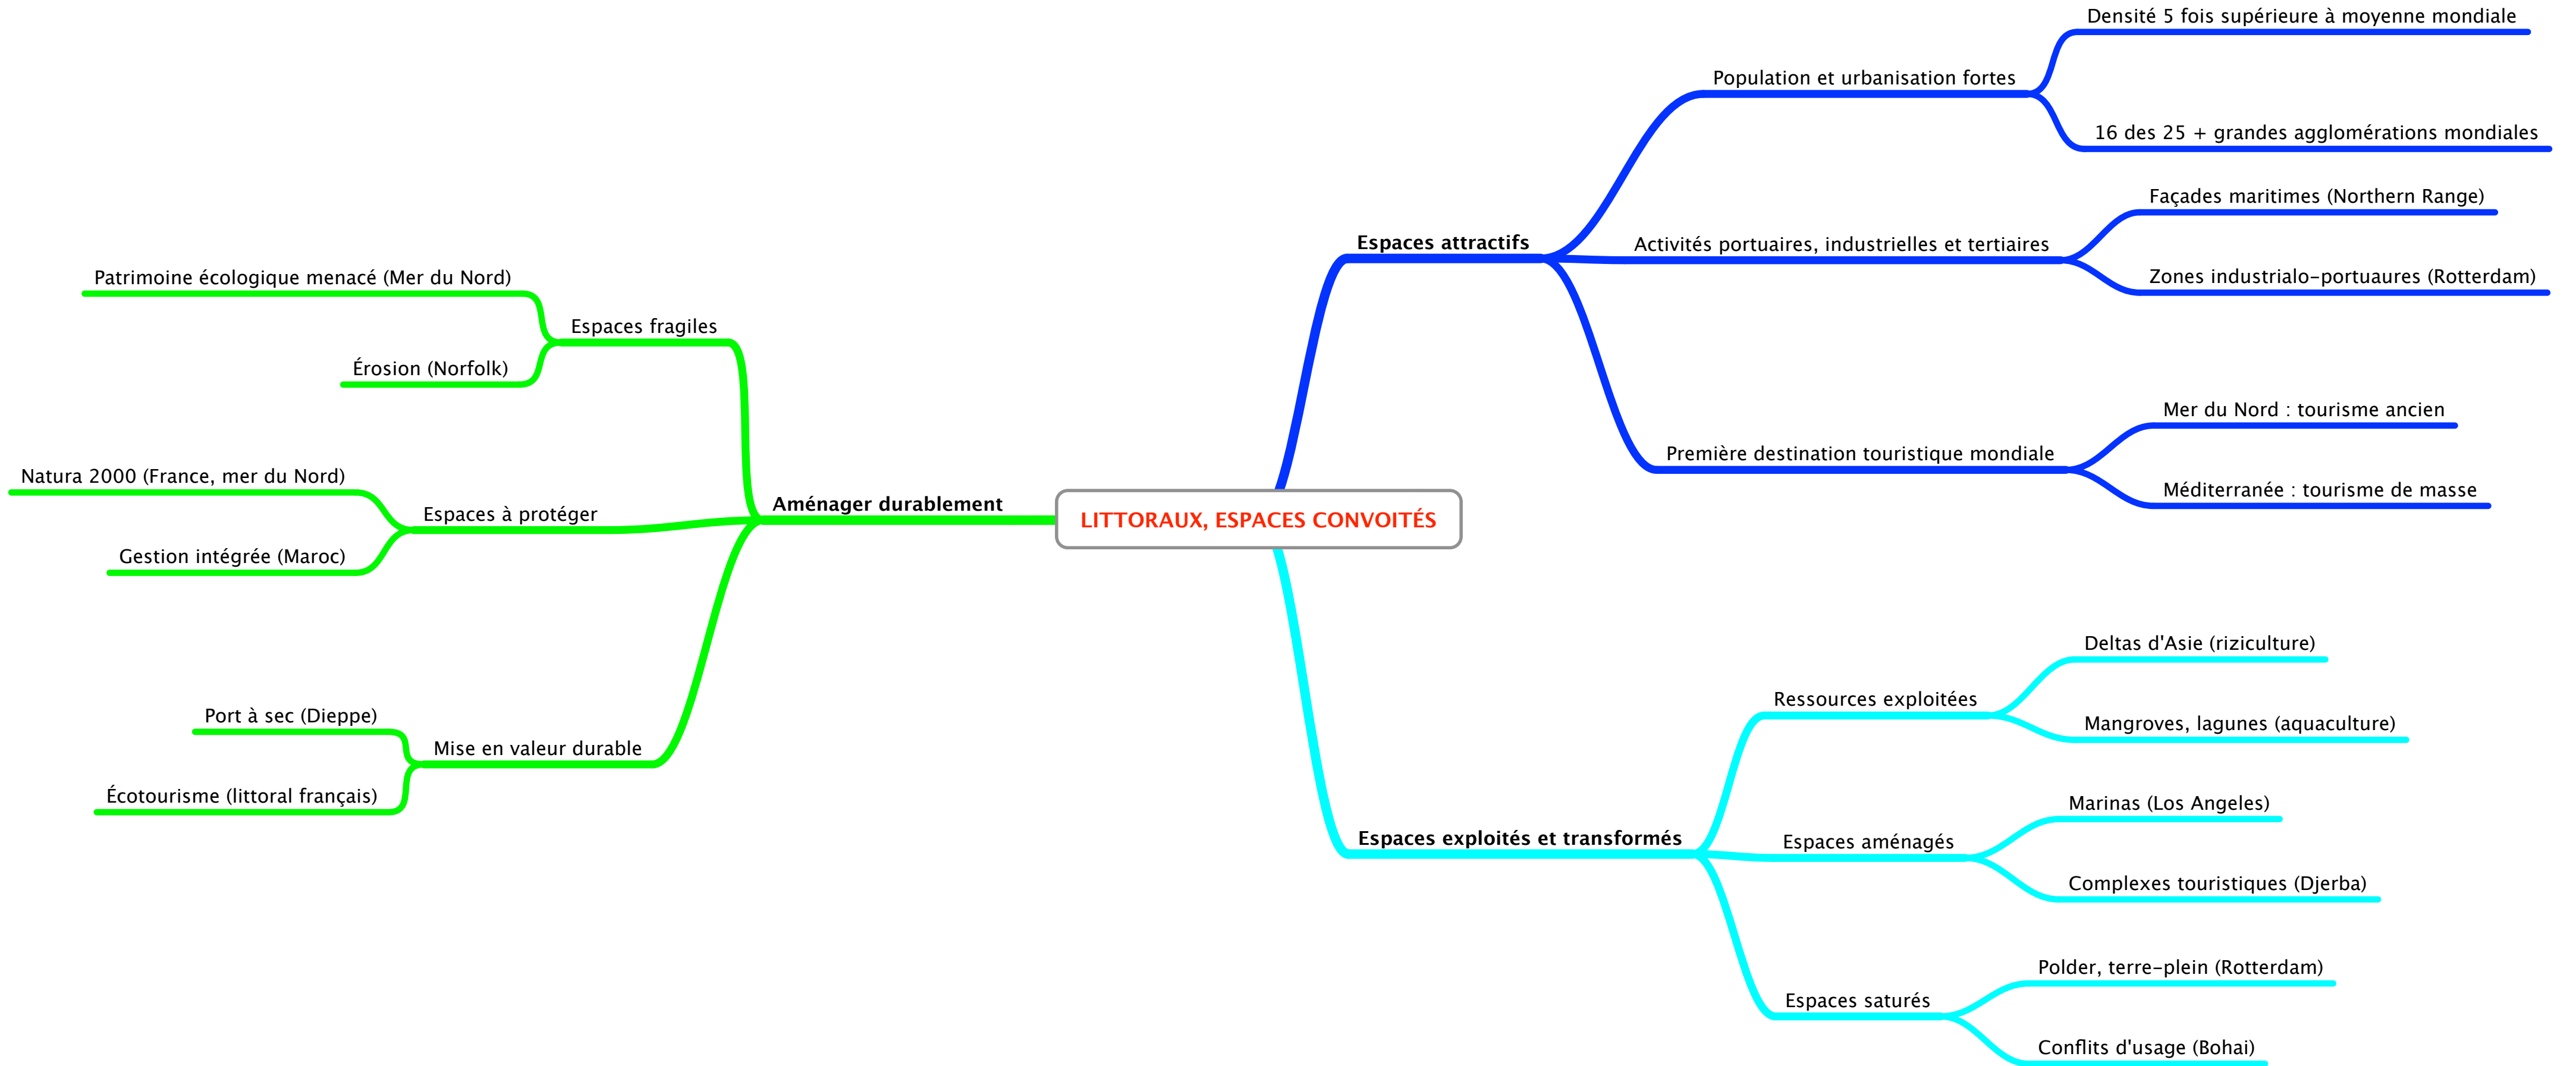 LITTORAUX, ESPACES CONVOITÉS
Espaces attractifs
Population et urbanisation fortes
Densité 5 fois supérieure à moyenne mondiale
16 des 25 + grandes agglomérations mondiales
Activités portuaires, industrielles et tertiaires
Façades maritimes (Northern Range)
Zones industrialo-portuaures (Rotterdam)
Première destination touristique mondiale
Mer du Nord : tourisme ancien
Méditerranée : tourisme de masse
Espaces exploités et transformés
Ressources exploitées
Deltas d'Asie (riziculture)
Mangroves, lagunes (aquaculture)
Espaces aménagés
Marinas (Los Angeles)
Complexes touristiques (Djerba)
Espaces saturés
Polder, terre-plein (Rotterdam)
Conflits d'usage (Bohai)
Aménager durablement
Espaces fragiles
Patrimoine écologique menacé (Mer du Nord)
Érosion (Norfolk)
Espaces à protéger
Natura 2000 (France, mer du Nord)
Gestion intégrée (Maroc)
Mise en valeur durable
Port à sec (Dieppe)
Écotourisme (littoral français)